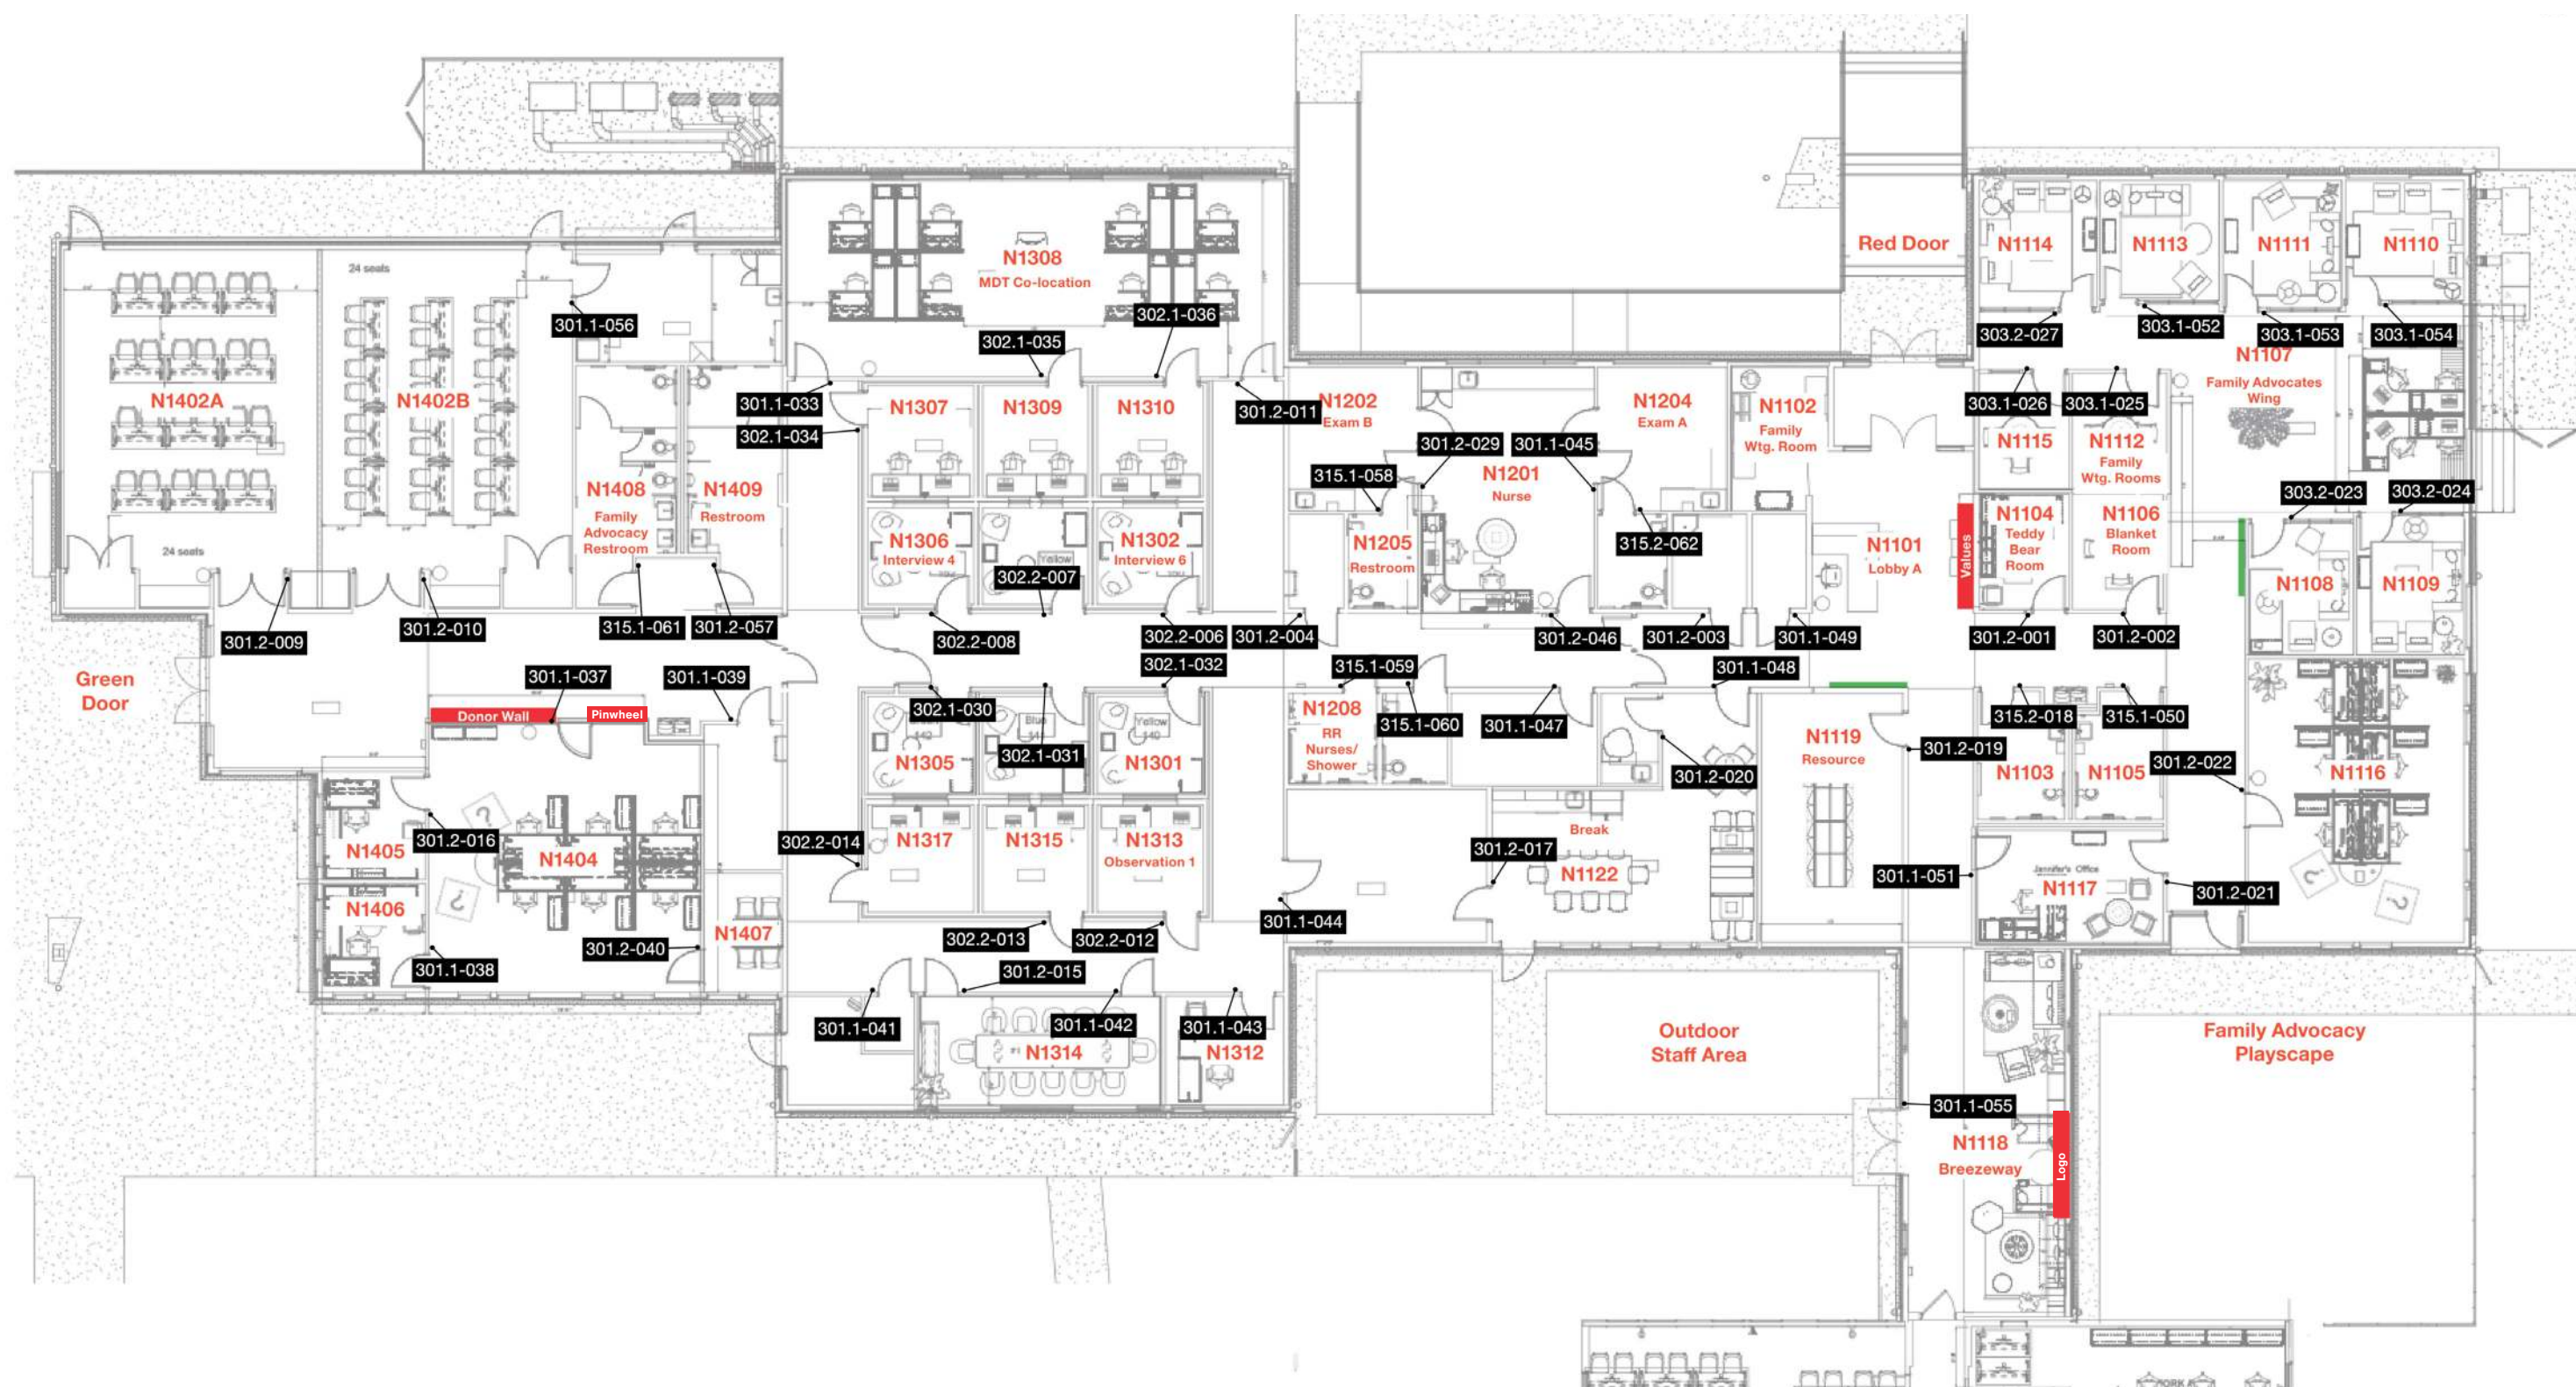 Red Door
N1114
N1113
N1111
N1110
24 seats
N1308
MDT Co-location
301.1-056
302.1-036
302.1-035
303.2-027
303.1-052
303.1-053
303.1-054
N1107
Family Advocates
Wing
N1402A
N1402B
301.1-033
302.1-034
N1307
N1309
N1310
301.2-011
N1202
Exam B
N1204
Exam A
N1102
Family
Wtg. Room
303.1-026
303.1-025
N1115
N1112
Family
Wtg. Rooms
301.2-029
301.1-045
315.1-058
N1201
Nurse
N1408
Family
Advocacy
Restroom
N1409
Restroom
303.2-023
303.2-024
24 seats
N1306
Interview 4
Yellow
N1302
Interview 6
302.2-007
N1205
Restroom
315.2-062
N1101
Lobby A
Values
N1104
Teddy
Bear
Room
N1106
Blanket
Room
N1108
N1109
301.2-009
301.2-010
315.1-061
301.2-057
302.2-008
302.2-006
301.2-004
301.2-046
301.2-003
301.1-049
301.2-001
301.2-002
Green
Door
301.1-037
301.1-039
302.1-032
315.1-059
301.1-048
Donor Wall
Pinwheel
302.1-030
Blue
Yellow
140
302.1-031
N1305
N1301
N1208
RR
Nurses/
Shower
315.1-060
301.1-047
315.2-018
315.1-050
N1119
Resource
301.2-019
301.2-020
N1103
N1105
301.2-022
N1116
301.2-016
N1405
N1404
302.2-014
N1317
N1315
N1313
Observation 1
Break
301.2-017
N1122
301.1-051
Jennifer's Office
N1117
301.2-021
N1406
301.1-038
301.2-040
N1407
302.2-013
302.2-012
301.1-044
301.2-015
301.1-041
301.1-042
301.1-043
N1314
N1312
Outdoor
Staff Area
Family Advocacy
Playscape
301.1-055
N1118
Breezeway
Logo